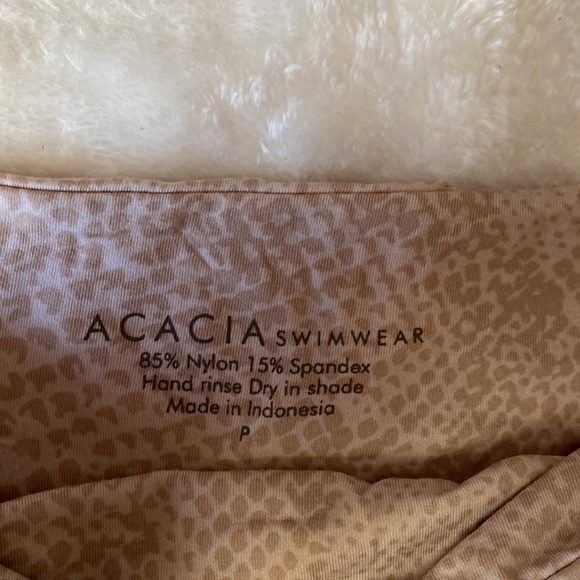 ACACIA SWIMWEAR
85% Nylon 15% Spandex
Hand rinse Dry in shade
Made in Indonesia
P